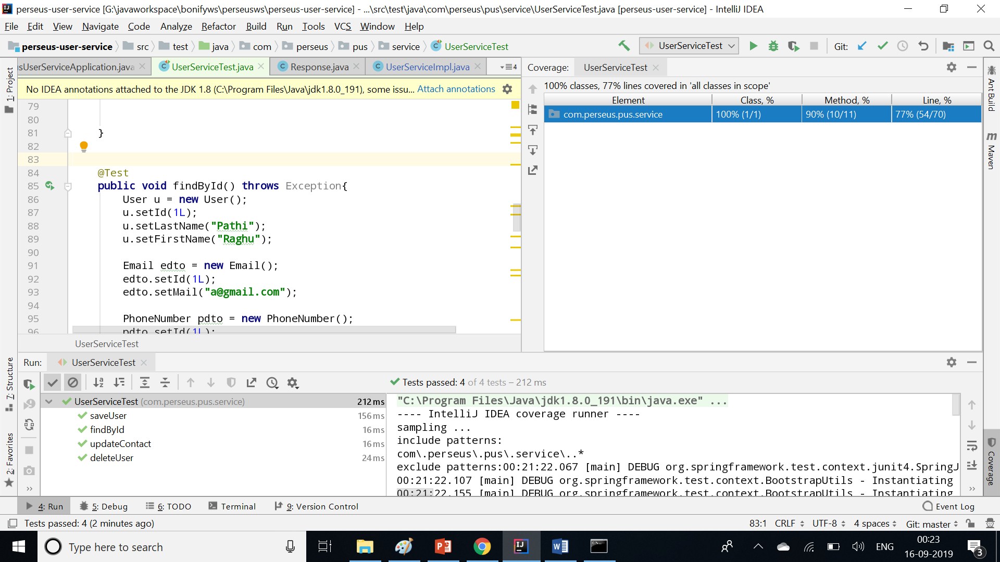 perseus-user-service [G:\javaworkspace\bonifyws\perseusws\perseus-user-service] - ...\src\test\java\com\perseus\pus\service\UserServiceTest.java [perseus-user-service] - IntelliJ IDEA
File Edit View Navigate Code Analyze Refactor Build Run Tools VCS Window Help
perseus-user-service src test java com perseus pus service UserServiceTest UserServiceTest Git:
sUserServiceApplication.java UserServiceTest.java Response.java UserServiceImpl.java 4 Coverage: UserServiceTest
1: Project
No IDEA annotations attached to the JDK 1.8 (C:\Program Files\Java\jdk1.8.0_191), some issu... Attach annotations
100% classes, 77% lines covered in 'all classes in scope'
Element Class, % Method, % Line, %
com.perseus.pus.service 100% (1/1) 90% (10/11) 77% (54/70)
Ant Build
Maven
79
80
81 }
82
83
84 @Test
85 public void findById() throws Exception{
86 User u = new User();
87 u.setId(1L);
88 u.setLastName("Pathi");
89 u.setFirstName("Raghu");
90
91 Email edto = new Email();
92 edto.setId(1L);
93 edto.setMail("a@gmail.com");
94
95 PhoneNumber pdto = new PhoneNumber();
96 pdto.setId(1L);
UserServiceTest
Run: UserServiceTest
7: Structure
2: Favorites
Tests passed: 4 of 4 tests – 212 ms
UserServiceTest (com.perseus.pus.service) 212 ms
saveUser 156 ms
findById 16 ms
updateContact 16 ms
deleteUser 24 ms
"C:\Program Files\Java\jdk1.8.0_191\bin\java.exe" ...
---- IntelliJ IDEA coverage runner ----
sampling ...
include patterns:
com\.perseus\.pus\.service\..*
exclude patterns:00:21:22.067 [main] DEBUG org.springframework.test.context.junit4.SpringJ
00:21:22.107 [main] DEBUG org.springframework.test.context.BootstrapUtils - Instantiating
00:21:22.155 [main] DEBUG org.springframework.test.context.BootstrapUtils - Instantiating
Coverage
4: Run 5: Debug 6: TODO Terminal 9: Version Control Event Log
Tests passed: 4 (2 minutes ago) 83:1 CRLF UTF-8 4 spaces Git: master
Type here to search ENG 00:23
16-09-2019 3